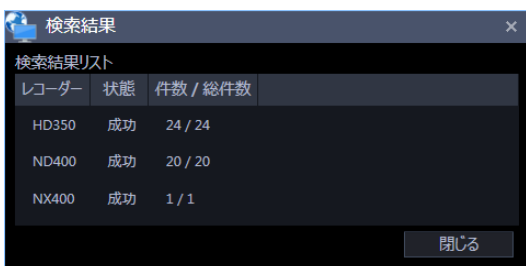 検索結果
検索結果リスト
レコーダー 状態 件数 / 総件数
HD350 成功 24 / 24
ND400 成功 20 / 20
NX400 成功 1 / 1
閉じる